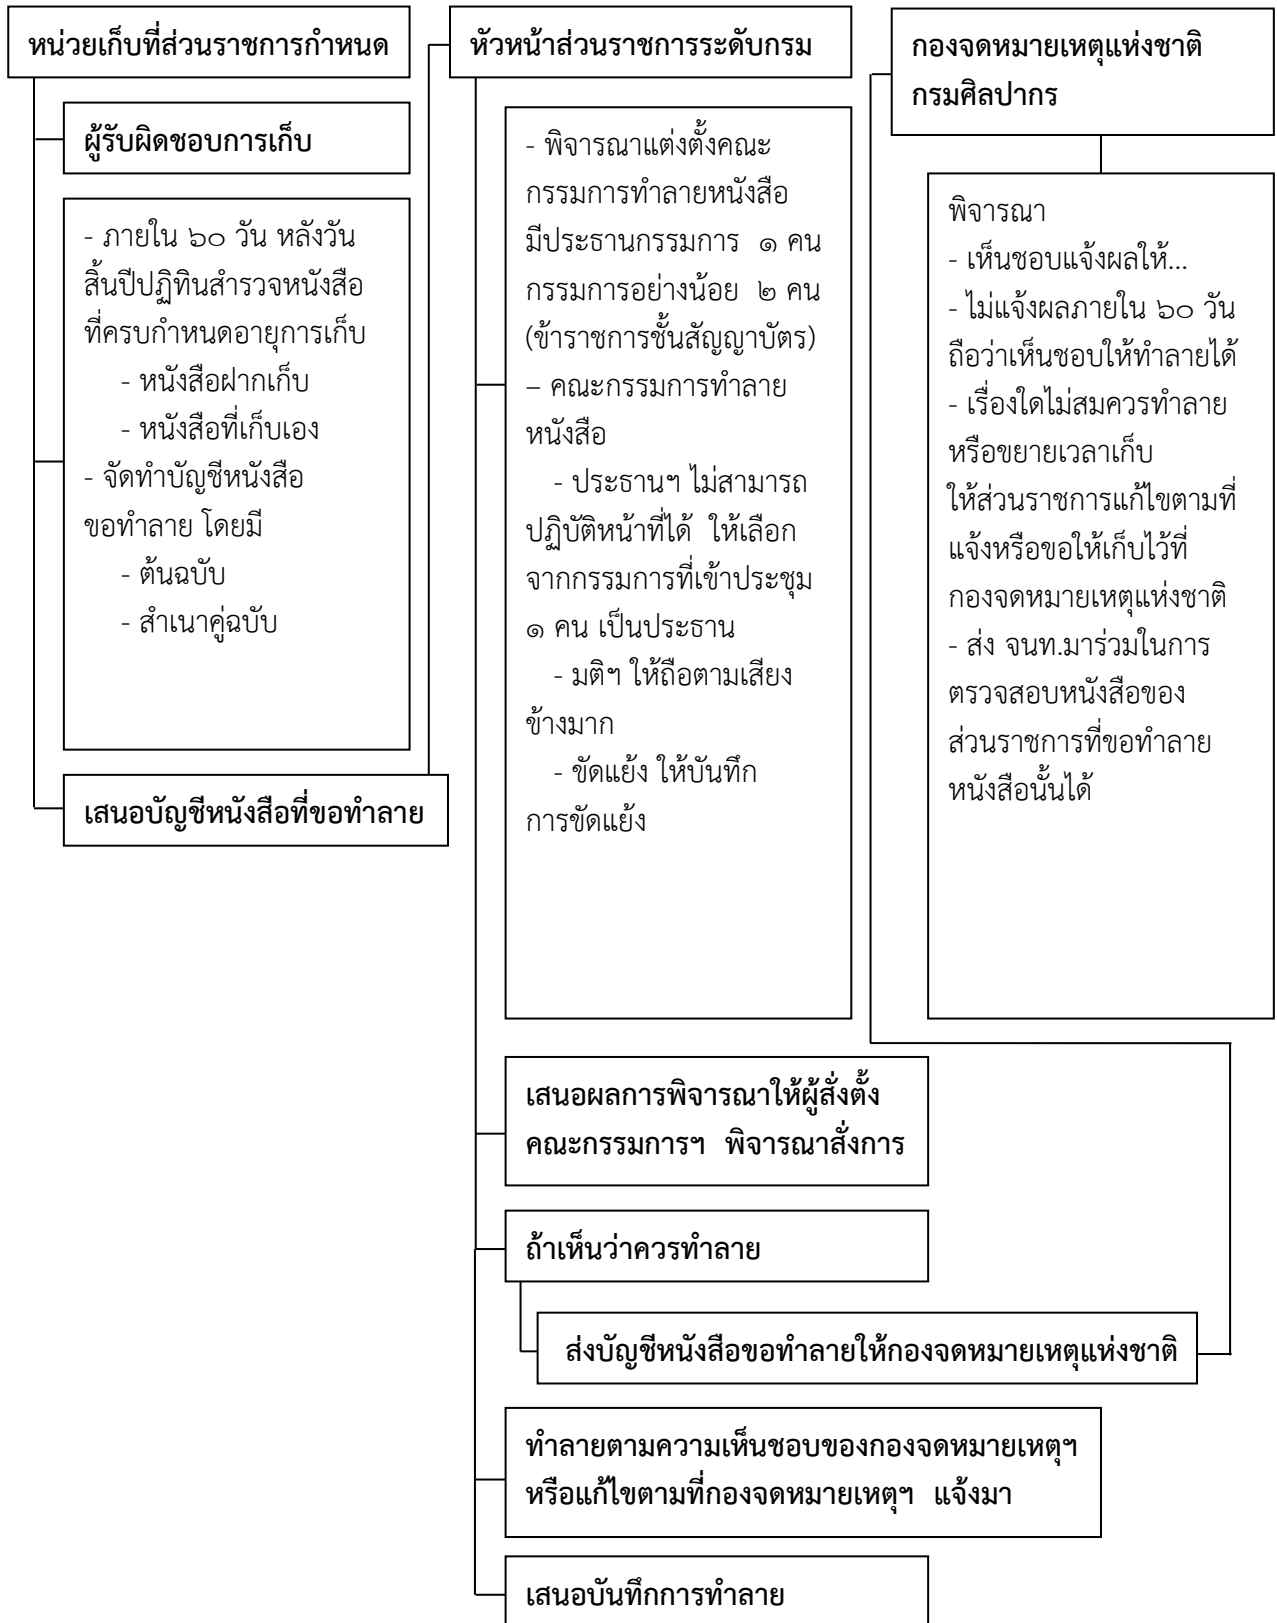 หน่วยเก็บที่ส่วนราชการกำหนด
ผู้รับผิดชอบการเก็บ
- ภายใน ๖๐ วัน หลังวัน
สิ้นปีปฏิทินสำรวจหนังสือ
ที่ครบกำหนดอายุการเก็บ
- หนังสือฝากเก็บ
- หนังสือที่เก็บเอง
- จัดทำบัญชีหนังสือ
ขอทำลาย โดยมี
- ต้นฉบับ
- สำเนาคู่ฉบับ
เสนอบัญชีหนังสือที่ขอทำลาย
หัวหน้าส่วนราชการระดับกรม
- พิจารณาแต่งตั้งคณะ
กรรมการทำลายหนังสือ
มีประธานกรรมการ ๑ คน
กรรมการอย่างน้อย ๒ คน
(ข้าราชการชั้นสัญญาบัตร)
– คณะกรรมการทำลาย
หนังสือ
- ประธานฯ ไม่สามารถ
ปฏิบัติหน้าที่ได้ ให้เลือก
จากกรรมการที่เข้าประชุม
๑ คน เป็นประธาน
- มติฯ ให้ถือตามเสียง
ข้างมาก
- ขัดแย้ง ให้บันทึก
การขัดแย้ง
เสนอผลการพิจารณาให้ผู้สั่งตั้ง
คณะกรรมการฯ พิจารณาสั่งการ
ถ้าเห็นว่าควรทำลาย
ส่งบัญชีหนังสือขอทำลายให้กองจดหมายเหตุแห่งชาติ
ทำลายตามความเห็นชอบของกองจดหมายเหตุฯ
หรือแก้ไขตามที่กองจดหมายเหตุฯ แจ้งมา
เสนอบันทึกการทำลาย
กองจดหมายเหตุแห่งชาติ
กรมศิลปากร
พิจารณา
- เห็นชอบแจ้งผลให้...
- ไม่แจ้งผลภายใน ๖๐ วัน
ถือว่าเห็นชอบให้ทำลายได้
- เรื่องใดไม่สมควรทำลาย
หรือขยายเวลาเก็บ
ให้ส่วนราชการแก้ไขตามที่
แจ้งหรือขอให้เก็บไว้ที่
กองจดหมายเหตุแห่งชาติ
- ส่ง จนท.มาร่วมในการ
ตรวจสอบหนังสือของ
ส่วนราชการที่ขอทำลาย
หนังสือนั้นได้